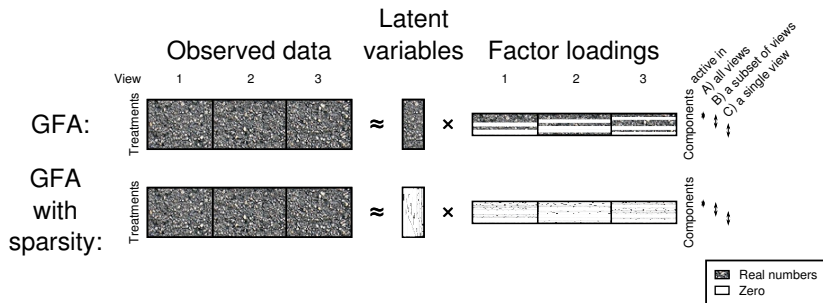 Latent
Observed data variables Factor loadings
View 1 2 3 1 2 3
active in
A) all views
B) a subset of views
C) a single view
GFA: Treatments ≈ × Components
GFA
with
sparsity: Treatments ≈ × Components
Real numbers
Zero